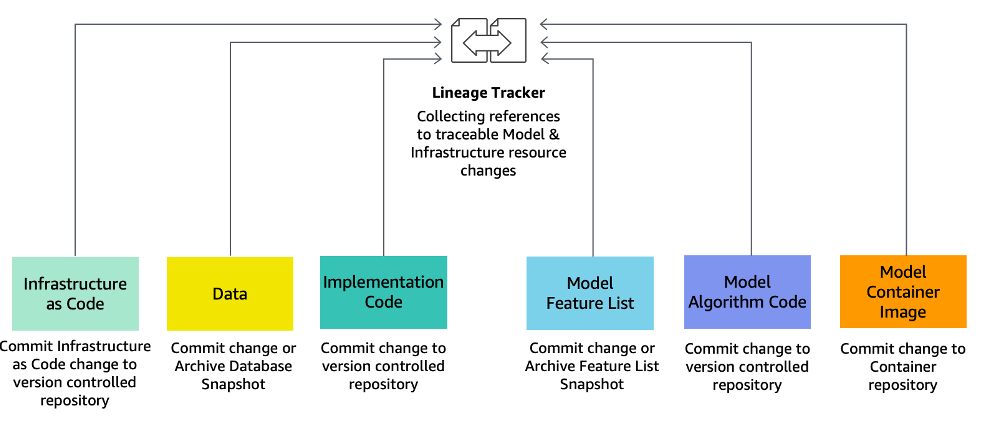 Lineage Tracker
Collecting references
to traceable Model &
Infrastructure resource
changes
Infrastructure
as Code
Data
Implementation
Code
Model
Feature List
Model
Algorithm Code
Model
Container
Image
Commit Infrastructure
as Code change to
version controlled
repository
Commit change or
Archive Database
Snapshot
Commit change to
version controlled
repository
Commit change or
Archive Feature List
Snapshot
Commit change to
version controlled
repository
Commit change to
Container
repository